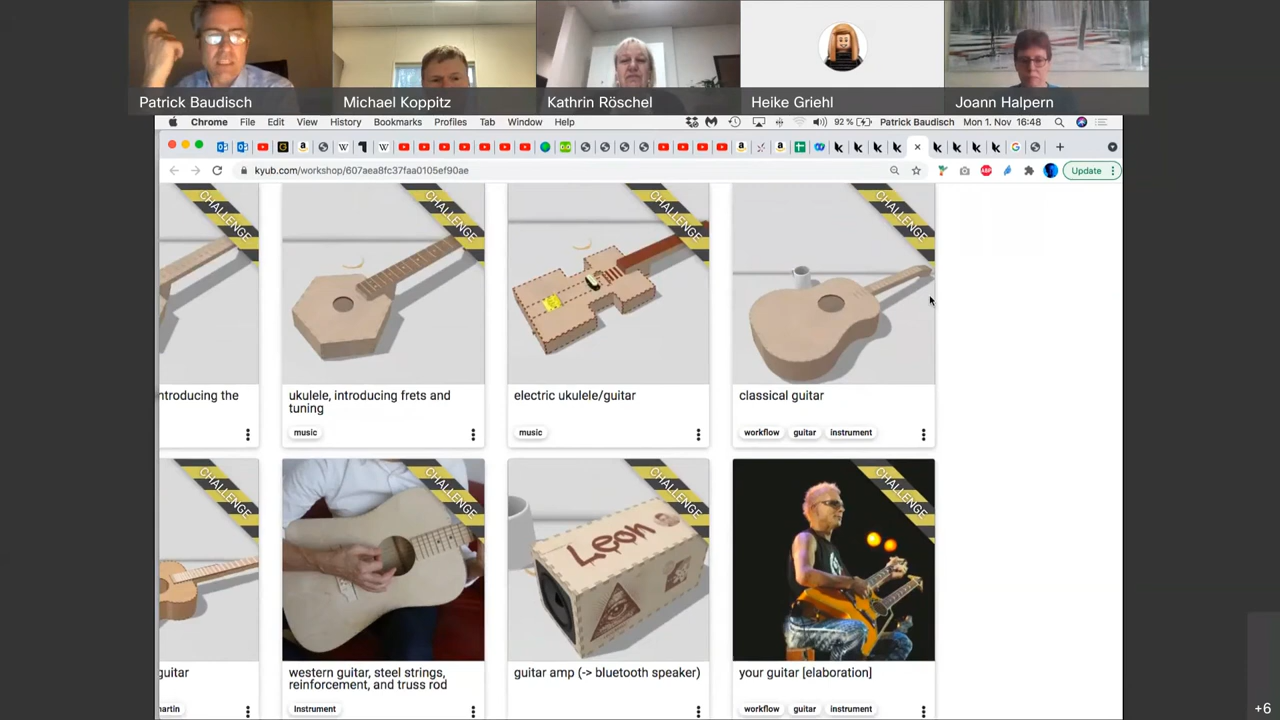 Patrick Baudisch
Michael Koppitz
Kathrin Röschel
Heike Griehl
Joann Halpern
Chrome File Edit View History Bookmarks Profiles Tab Window Help
92 % Patrick Baudisch Mon 1. Nov 16:48
kyub.com/workshop/607aea8fc37faa0105ef90ae
Update
CHALLENGE
CHALLENGE
CHALLENGE
CHALLENGE
ntroducing the
ukulele, introducing frets and
tuning
music
electric ukulele/guitar
music
classical guitar
workflow guitar instrument
CHALLENGE
CHALLENGE
CHALLENGE
CHALLENGE
Leon
guitar
martin
western guitar, steel strings,
reinforcement, and truss rod
Instrument
guitar amp (-> bluetooth speaker)
your guitar [elaboration]
workflow guitar instrument
+6